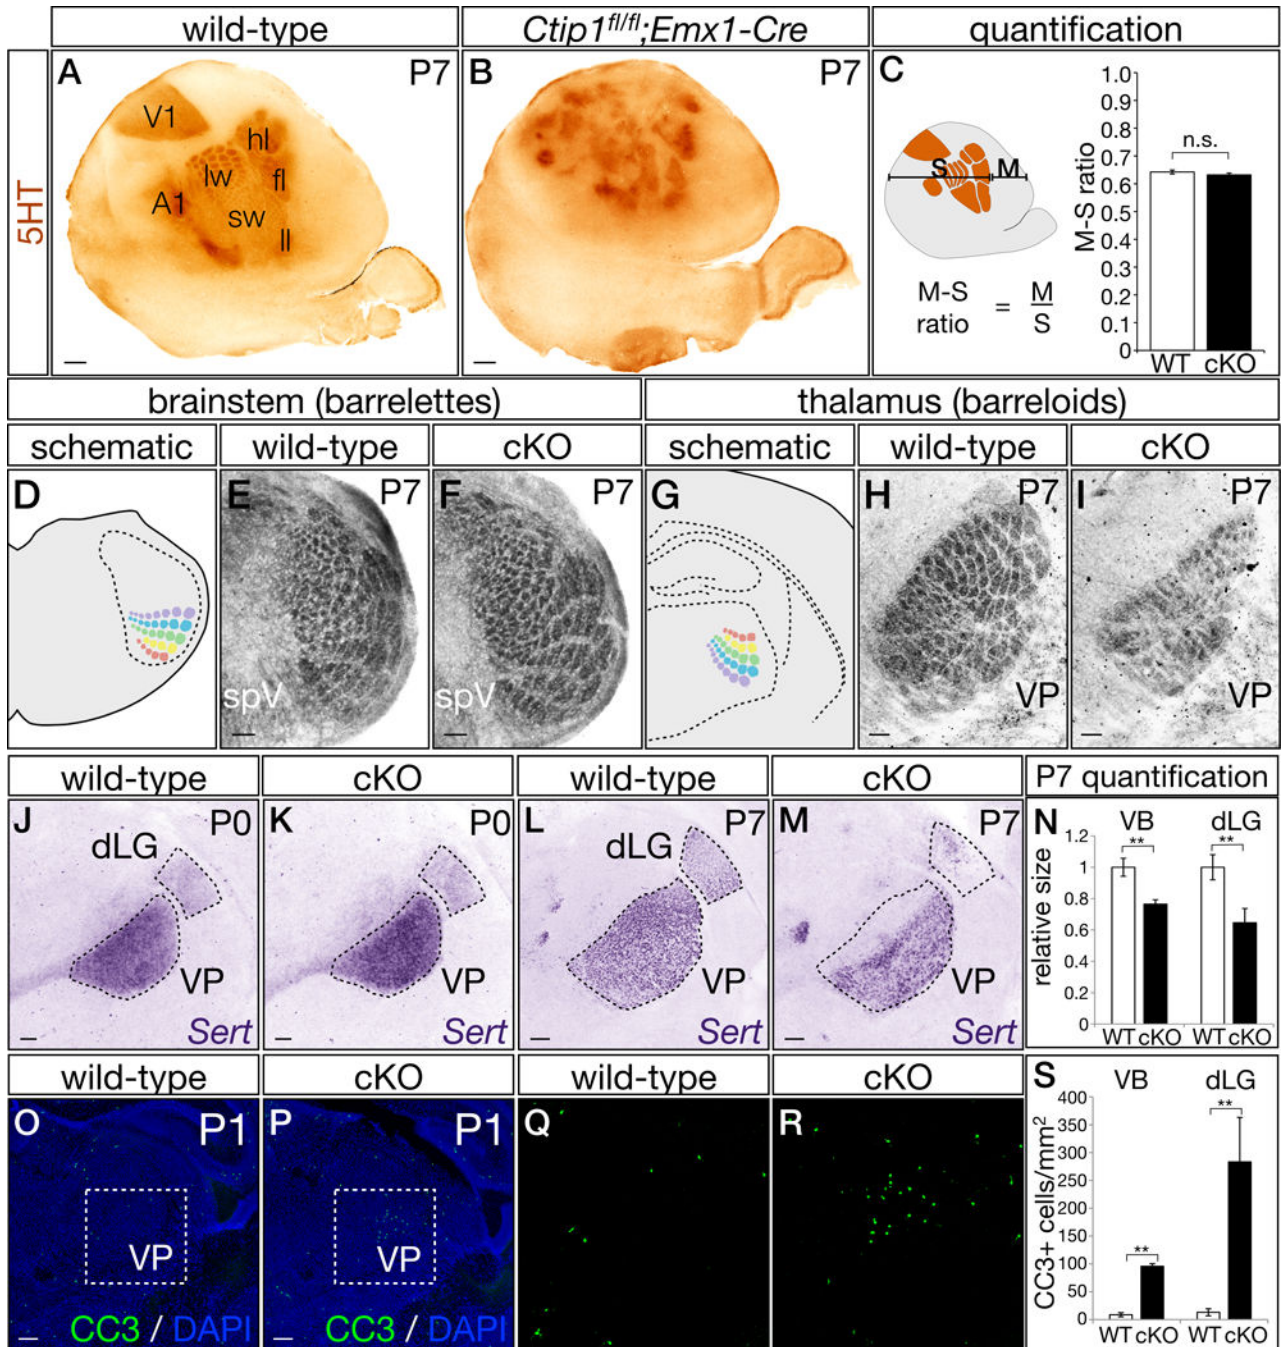 wild-type
Ctip1fl/fl;Emx1-Cre
quantification
5HT
A
P7
V1
hl
lw
fl
A1
sw
ll
B
P7
C
S
M
M-S
ratio
=
M
S
M-S ratio
1.0
0.9
0.8
0.7
0.6
0.5
0.4
0.3
0.2
0.1
0
n.s.
WT
cKO
brainstem (barrelettes)
thalamus (barreloids)
schematic
wild-type
cKO
schematic
wild-type
cKO
D
E
P7
spV
F
P7
spV
G
H
P7
VP
I
P7
VP
wild-type
cKO
wild-type
cKO
P7 quantification
J
P0
dLG
VP
Sert
K
P0
VP
Sert
L
P7
dLG
VP
Sert
M
P7
VP
Sert
N
VB
dLG
relative size
1.2
1
0.8
0.6
0.4
0.2
0
**
**
WT cKO
WT cKO
wild-type
cKO
wild-type
cKO
O
P1
VP
CC3 / DAPI
P
P1
VP
CC3 / DAPI
Q
R
S
VB
dLG
CC3+ cells/mm2
400
350
300
250
200
150
100
50
0
**
**
WT cKO
WT cKO